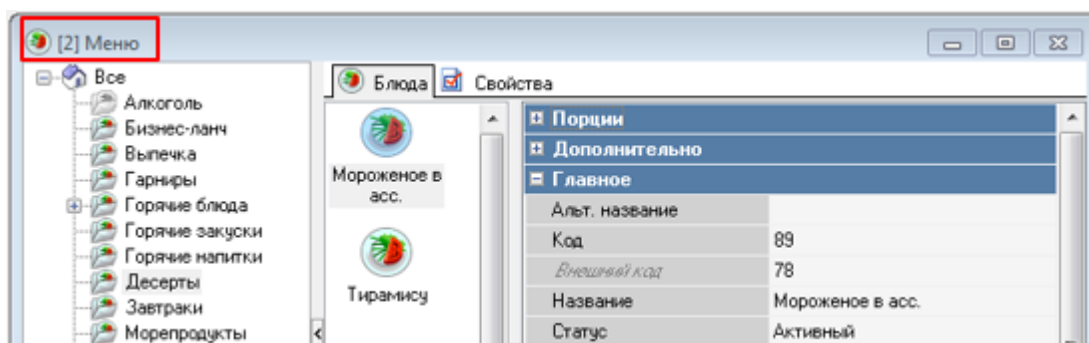 [2] Меню
Все
Алкоголь
Бизнес-ланч
Выпечка
Гарниры
Горячие блюда
Горячие закуски
Горячие напитки
Десерты
Завтраки
Морепродукты
Блюда Свойства
Мороженое в
асс.
Тирамису
Порции
Дополнительно
Главное
Альт. название
Код 89
Внешний код 78
Название Мороженое в асс.
Статус Активный